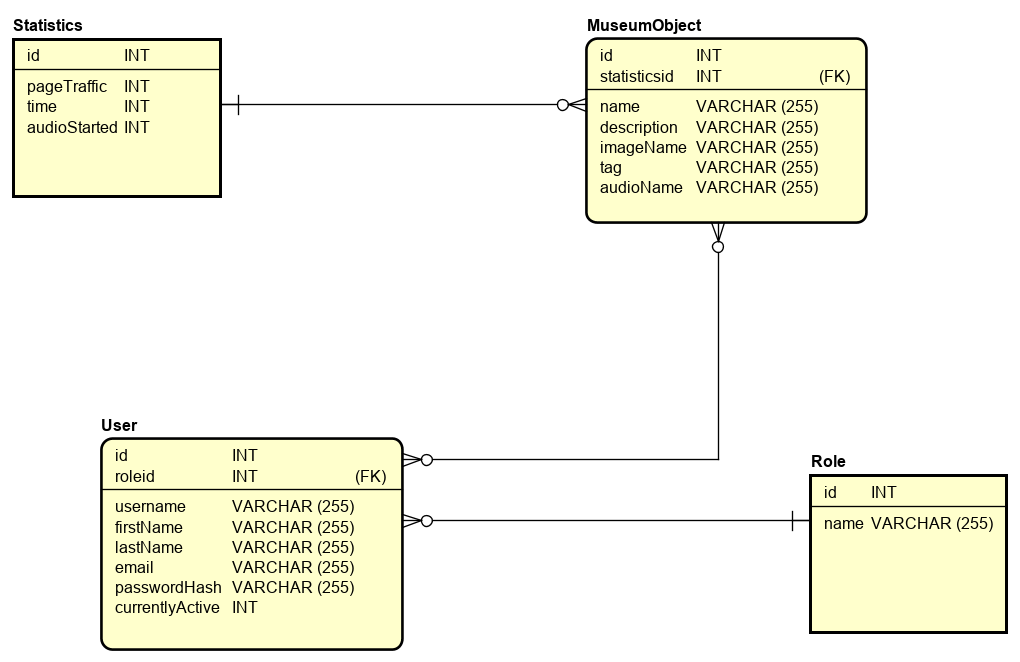 Statistics
id INT
pageTraffic INT
time INT
audioStarted INT
MuseumObject
id INT
statisticsid INT (FK)
name VARCHAR (255)
description VARCHAR (255)
imageName VARCHAR (255)
tag VARCHAR (255)
audioName VARCHAR (255)
User
id INT
roleid INT (FK)
username VARCHAR (255)
firstName VARCHAR (255)
lastName VARCHAR (255)
email VARCHAR (255)
passwordHash VARCHAR (255)
currentlyActive INT
Role
id INT
name VARCHAR (255)